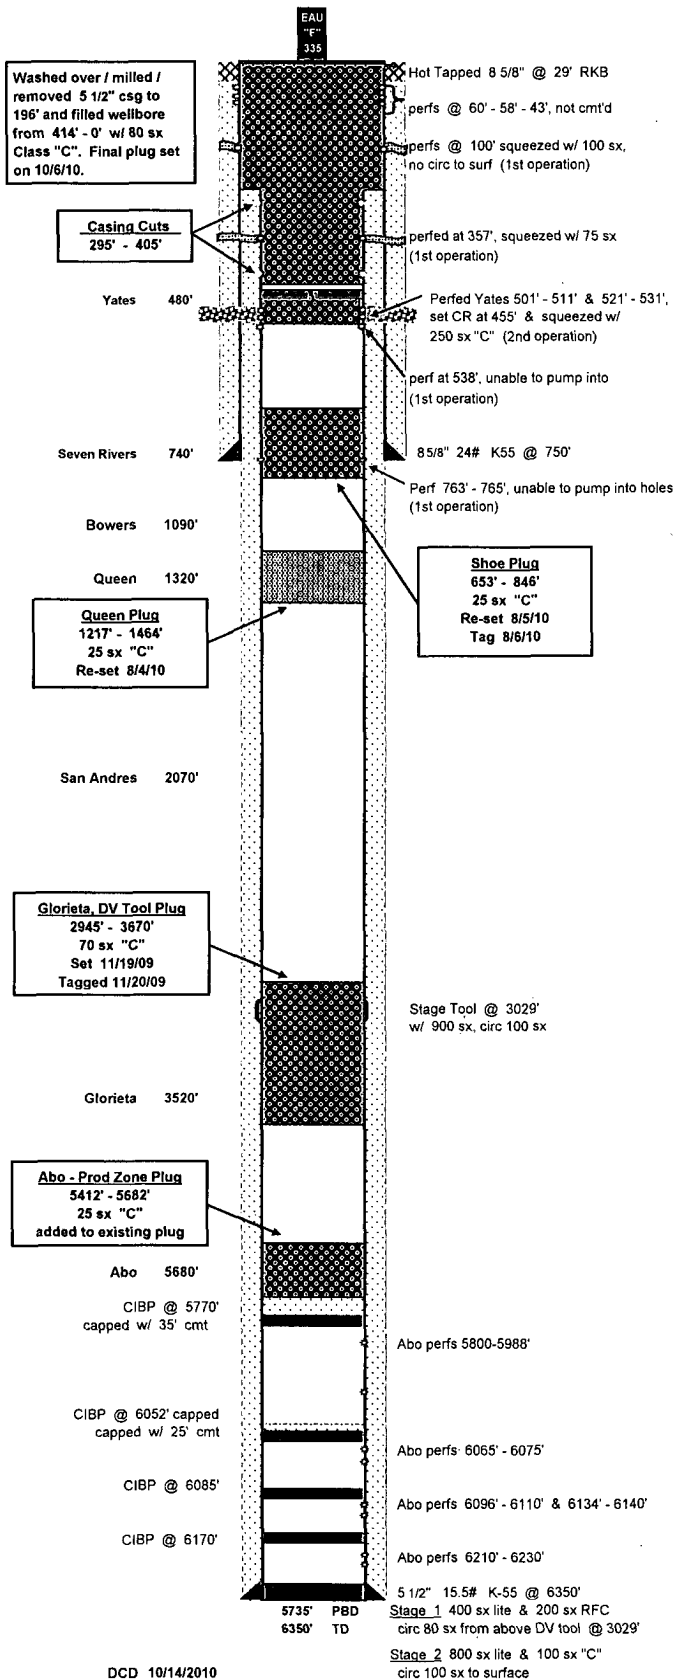 EAU
"F"
335
Washed over / milled /
removed 5 1/2" csg to
196' and filled wellbore
from 414' - 0' w/ 80 sx
Class "C". Final plug set
on 10/6/10.
Hot Tapped 8 5/8" @ 29' RKB
perfs @ 60' - 58' - 43', not cmt'd
perfs @ 100' squeezed w/ 100 sx,
no circ to surf (1st operation)
Casing Cuts
295' - 405'
perfed at 357', squeezed w/ 75 sx
(1st operation)
Yates 480'
Perfed Yates 501' - 511' & 521' - 531',
set CR at 455' & squeezed w/
250 sx "C" (2nd operation)
perf at 538', unable to pump into
(1st operation)
Seven Rivers 740'
8 5/8" 24# K55 @ 750'
Perf 763' - 765', unable to pump into holes
(1st operation)
Bowers 1090'
Queen 1320'
Shoe Plug
653' - 846'
25 sx "C"
Re-set 8/5/10
Tag 8/6/10
Queen Plug
1217' - 1464'
25 sx "C"
Re-set 8/4/10
San Andres 2070'
Glorieta, DV Tool Plug
2945' - 3670'
70 sx "C"
Set 11/19/09
Tagged 11/20/09
Stage Tool @ 3029'
w/ 900 sx, circ 100 sx
Glorieta 3520'
Abo - Prod Zone Plug
5412' - 5682'
25 sx "C"
added to existing plug
Abo 5680'
CIBP @ 5770'
capped w/ 35' cmt
Abo perfs 5800-5988'
CIBP @ 6052' capped
capped w/ 25' cmt
Abo perfs 6065' - 6075'
CIBP @ 6085'
Abo perfs 6096' - 6110' & 6134' - 6140'
CIBP @ 6170'
Abo perfs 6210' - 6230'
5 1/2" 15.5# K-55 @ 6350'
5735' PBD
6350' TD
Stage 1 400 sx lite & 200 sx RFC
circ 80 sx from above DV tool @ 3029'
Stage 2 800 sx lite & 100 sx "C"
circ 100 sx to surface
DCD 10/14/2010